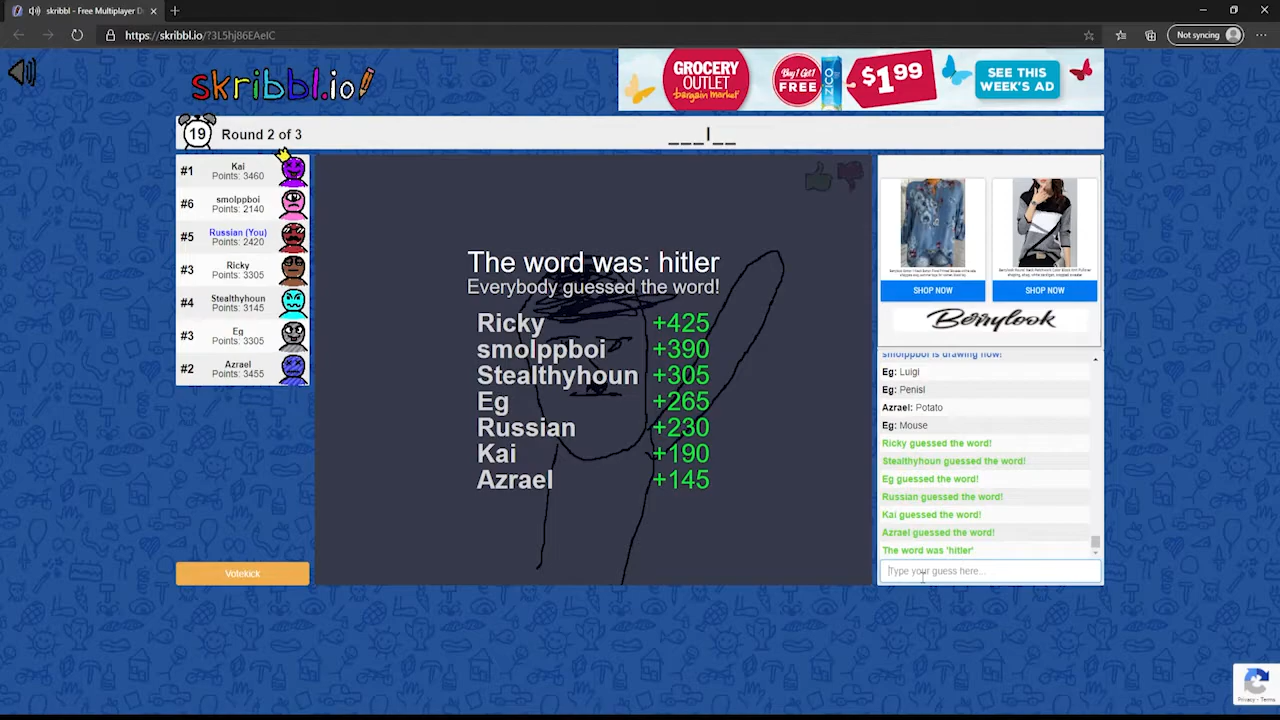 skribbl - Free Multiplayer D
https://skribbl.io/?3L5hj86EAeIC
Not syncing
skribbl.io
GROCERY
OUTLET
bargain market
Buy 1 Get 1
FREE
ZICO
$1.99
SEE THIS
WEEK'S AD
19
Round 2 of 3
___l__
#1
Kai
Points: 3460
#6
smolppboi
Points: 2140
#5
Russian (You)
Points: 2420
#3
Ricky
Points: 3305
#4
Stealthyhoun
Points: 3145
#3
Eg
Points: 3305
#2
Azrael
Points: 3455
Votekick
The word was: hitler
Everybody guessed the word!
Ricky +425
smolppboi +390
Stealthyhoun +305
Eg +265
Russian +230
Kai +190
Azrael +145
SHOP NOW
SHOP NOW
Berrylook
smolppboi is drawing now!
Eg: Luigi
Eg: Penisl
Azrael: Potato
Eg: Mouse
Ricky guessed the word!
Stealthyhoun guessed the word!
Eg guessed the word!
Russian guessed the word!
Kai guessed the word!
Azrael guessed the word!
The word was 'hitler'
Type your guess here...
Privacy - Terms